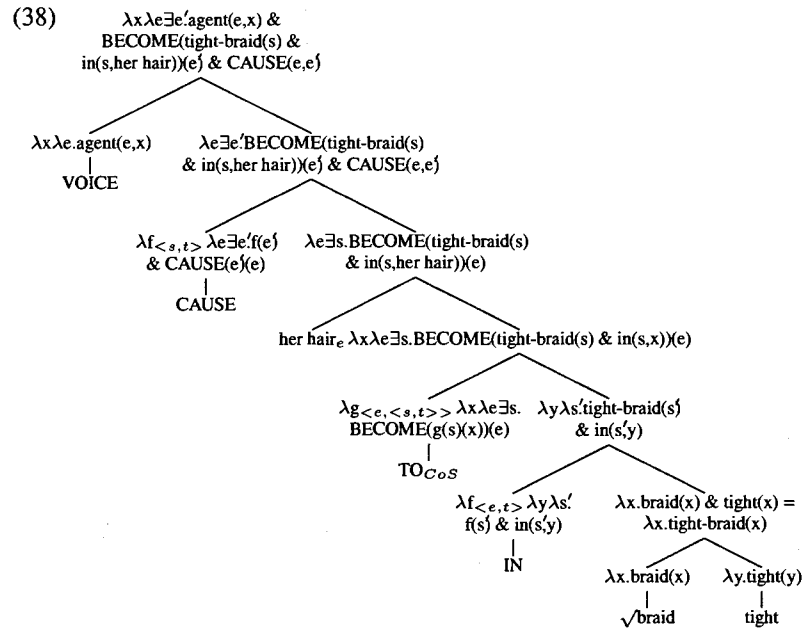 (38)
λxλe∃e′.agent(e,x) &
BECOME(tight-braid(s) &
in(s,her hair))(e′) & CAUSE(e,e′)
λxλe.agent(e,x)
VOICE
λe∃e′.BECOME(tight-braid(s)
& in(s,her hair))(e′) & CAUSE(e,e′)
λf<s,t> λe∃e′.f(e′)
& CAUSE(e′)(e)
CAUSE
λe∃s.BECOME(tight-braid(s)
& in(s,her hair))(e)
her hairₑ λxλe∃s.BECOME(tight-braid(s) & in(s,x))(e)
λg<e,<s,t>> λxλe∃s.
BECOME(g(s)(x))(e)
TO_CoS
λyλs′.tight-braid(s′)
& in(s′,y)
λf<e,t> λyλs′.
f(s′) & in(s′,y)
IN
λx.braid(x) & tight(x) =
λx.tight-braid(x)
λx.braid(x)
√braid
λy.tight(y)
tight